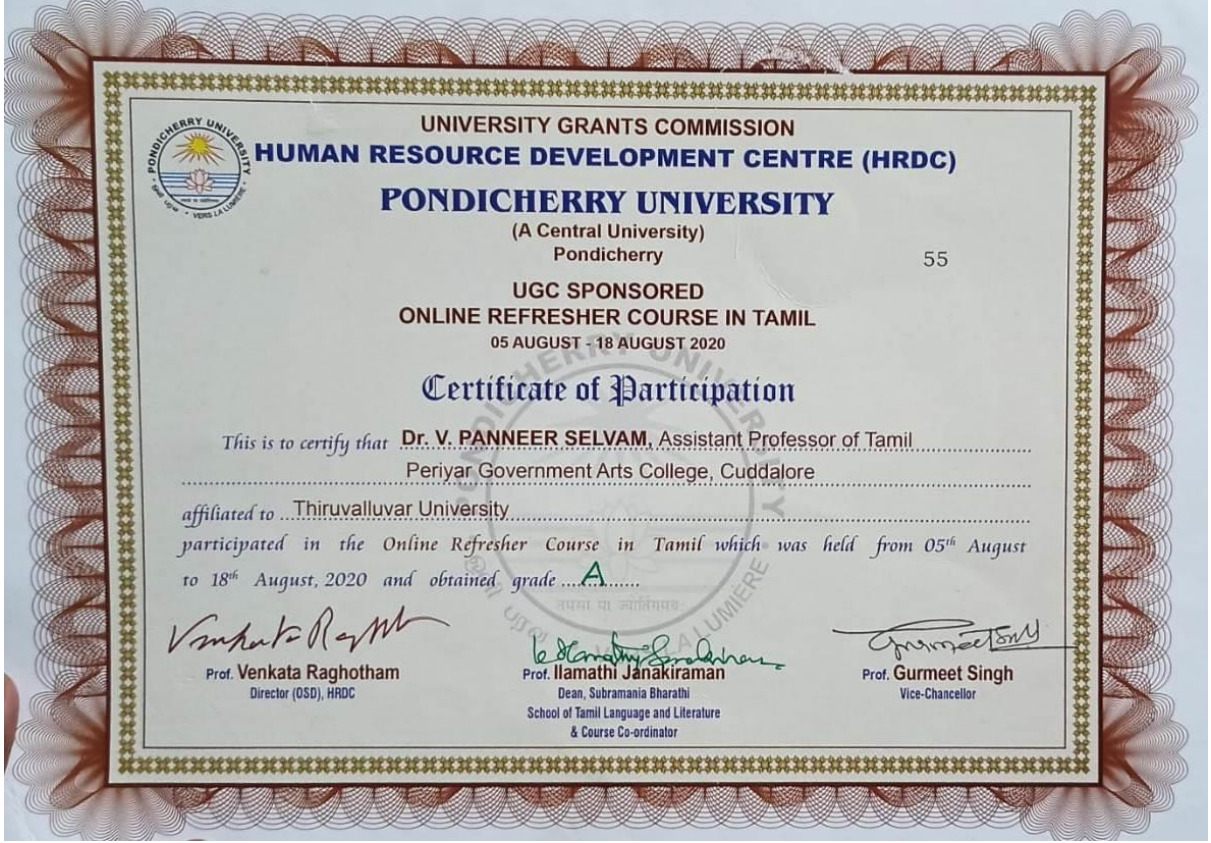 PONDICHERRY UNIVERSITY
VERS LA LUMIERE
UNIVERSITY GRANTS COMMISSION
HUMAN RESOURCE DEVELOPMENT CENTRE (HRDC)
PONDICHERRY UNIVERSITY
(A Central University)
Pondicherry
55
UGC SPONSORED
ONLINE REFRESHER COURSE IN TAMIL
05 AUGUST - 18 AUGUST 2020
Certificate of Participation
This is to certify that Dr. V. PANNEER SELVAM, Assistant Professor of Tamil
Periyar Government Arts College, Cuddalore
affiliated to Thiruvalluvar University
participated in the Online Refresher Course in Tamil which was held from 05th August
to 18th August, 2020 and obtained grade A
Prof. Venkata Raghotham
Director (OSD), HRDC
Prof. Ilamathi Janakiraman
Dean, Subramania Bharathi
School of Tamil Language and Literature
& Course Co-ordinator
Prof. Gurmeet Singh
Vice-Chancellor